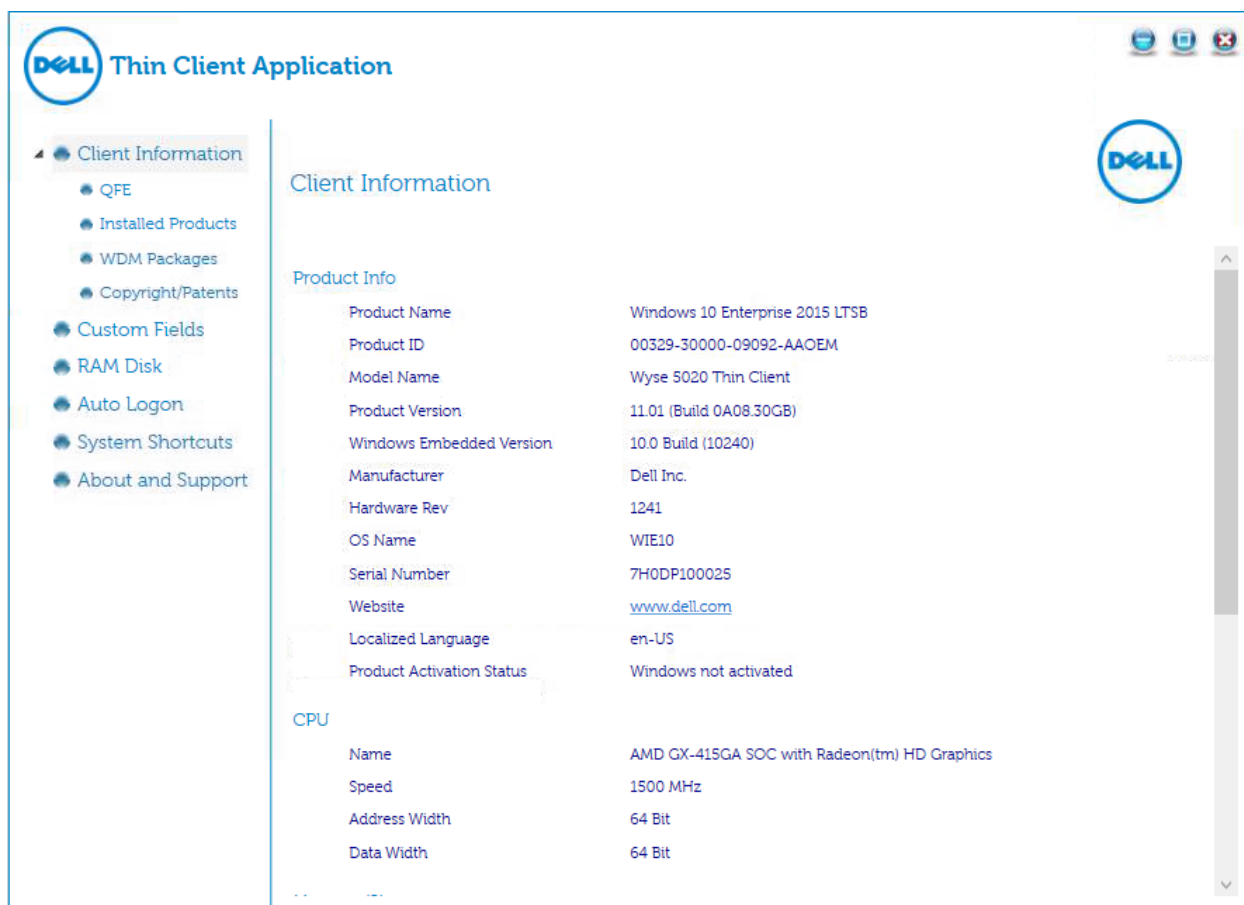 DELL Thin Client Application
DELL
Client Information
QFE
Installed Products
WDM Packages
Copyright/Patents
Custom Fields
RAM Disk
Auto Logon
System Shortcuts
About and Support
Client Information
Product Info
Product Name Windows 10 Enterprise 2015 LTSB
Product ID 00329-30000-09092-AAOEM
Model Name Wyse 5020 Thin Client
Product Version 11.01 (Build 0A08.30GB)
Windows Embedded Version 10.0 Build (10240)
Manufacturer Dell Inc.
Hardware Rev 1241
OS Name WIE10
Serial Number 7H0DP100025
Website www.dell.com
Localized Language en-US
Product Activation Status Windows not activated
CPU
Name AMD GX-415GA SOC with Radeon(tm) HD Graphics
Speed 1500 MHz
Address Width 64 Bit
Data Width 64 Bit